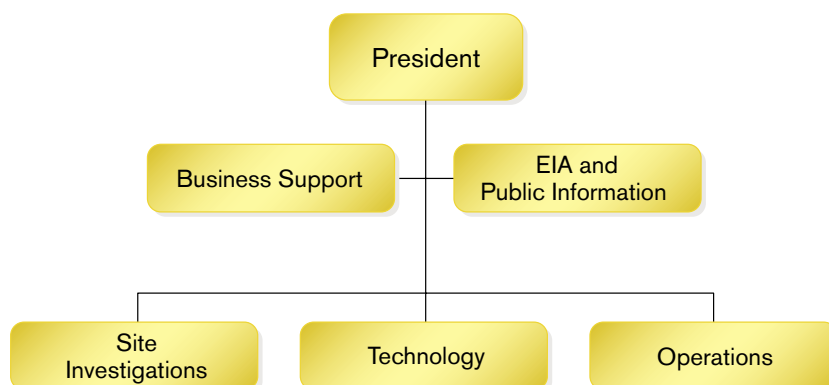 President
Business Support
EIA and
Public Information
Site
Investigations
Technology
Operations